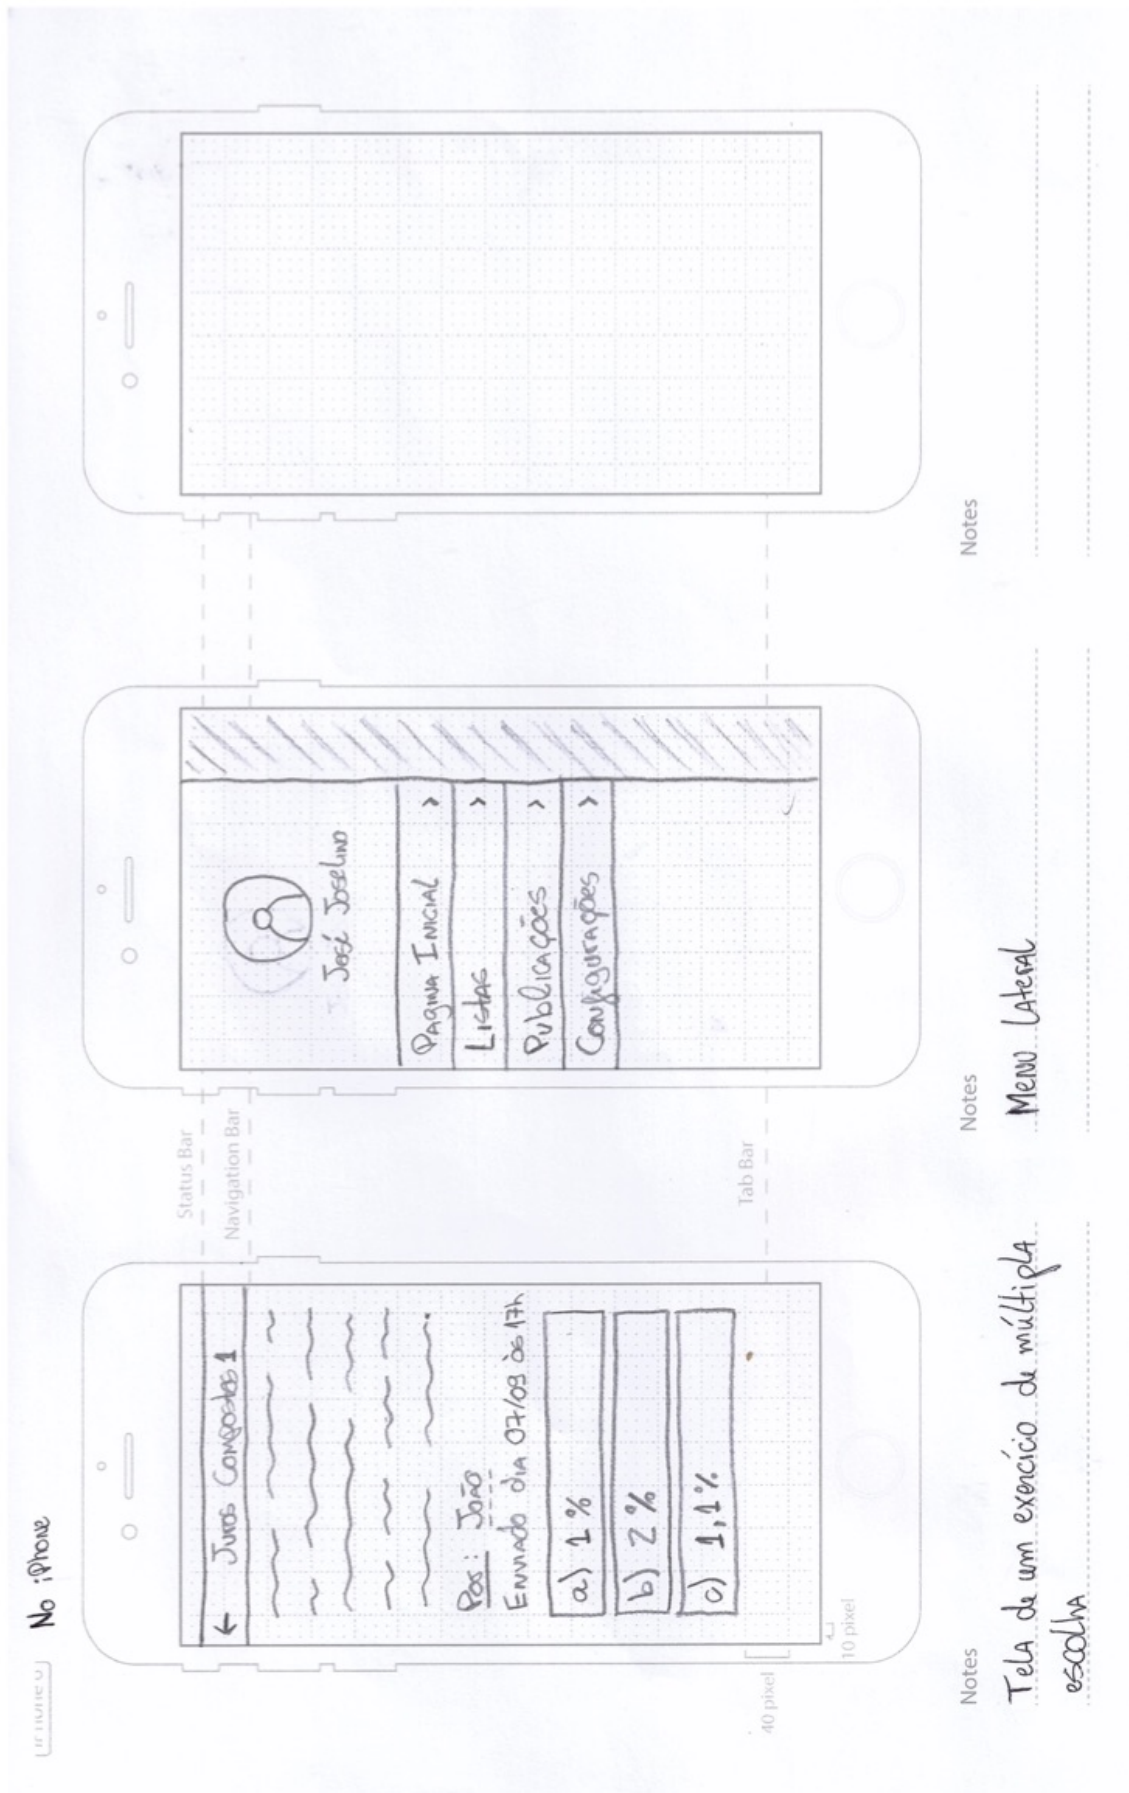 No iPhone
Status Bar
Navigation Bar
Tab Bar
40 pixel
10 pixel
← Juros Compostos 1
Por: João
Enviado dia 07/09 às 17h
a) 1%
b) 2%
c) 1,1%
Notes
Tela de um exercício de múltipla
escolha
José Joselino
Pagina Inicial >
Listas >
Publicações >
Configurações >
Notes
Menu Lateral
Notes